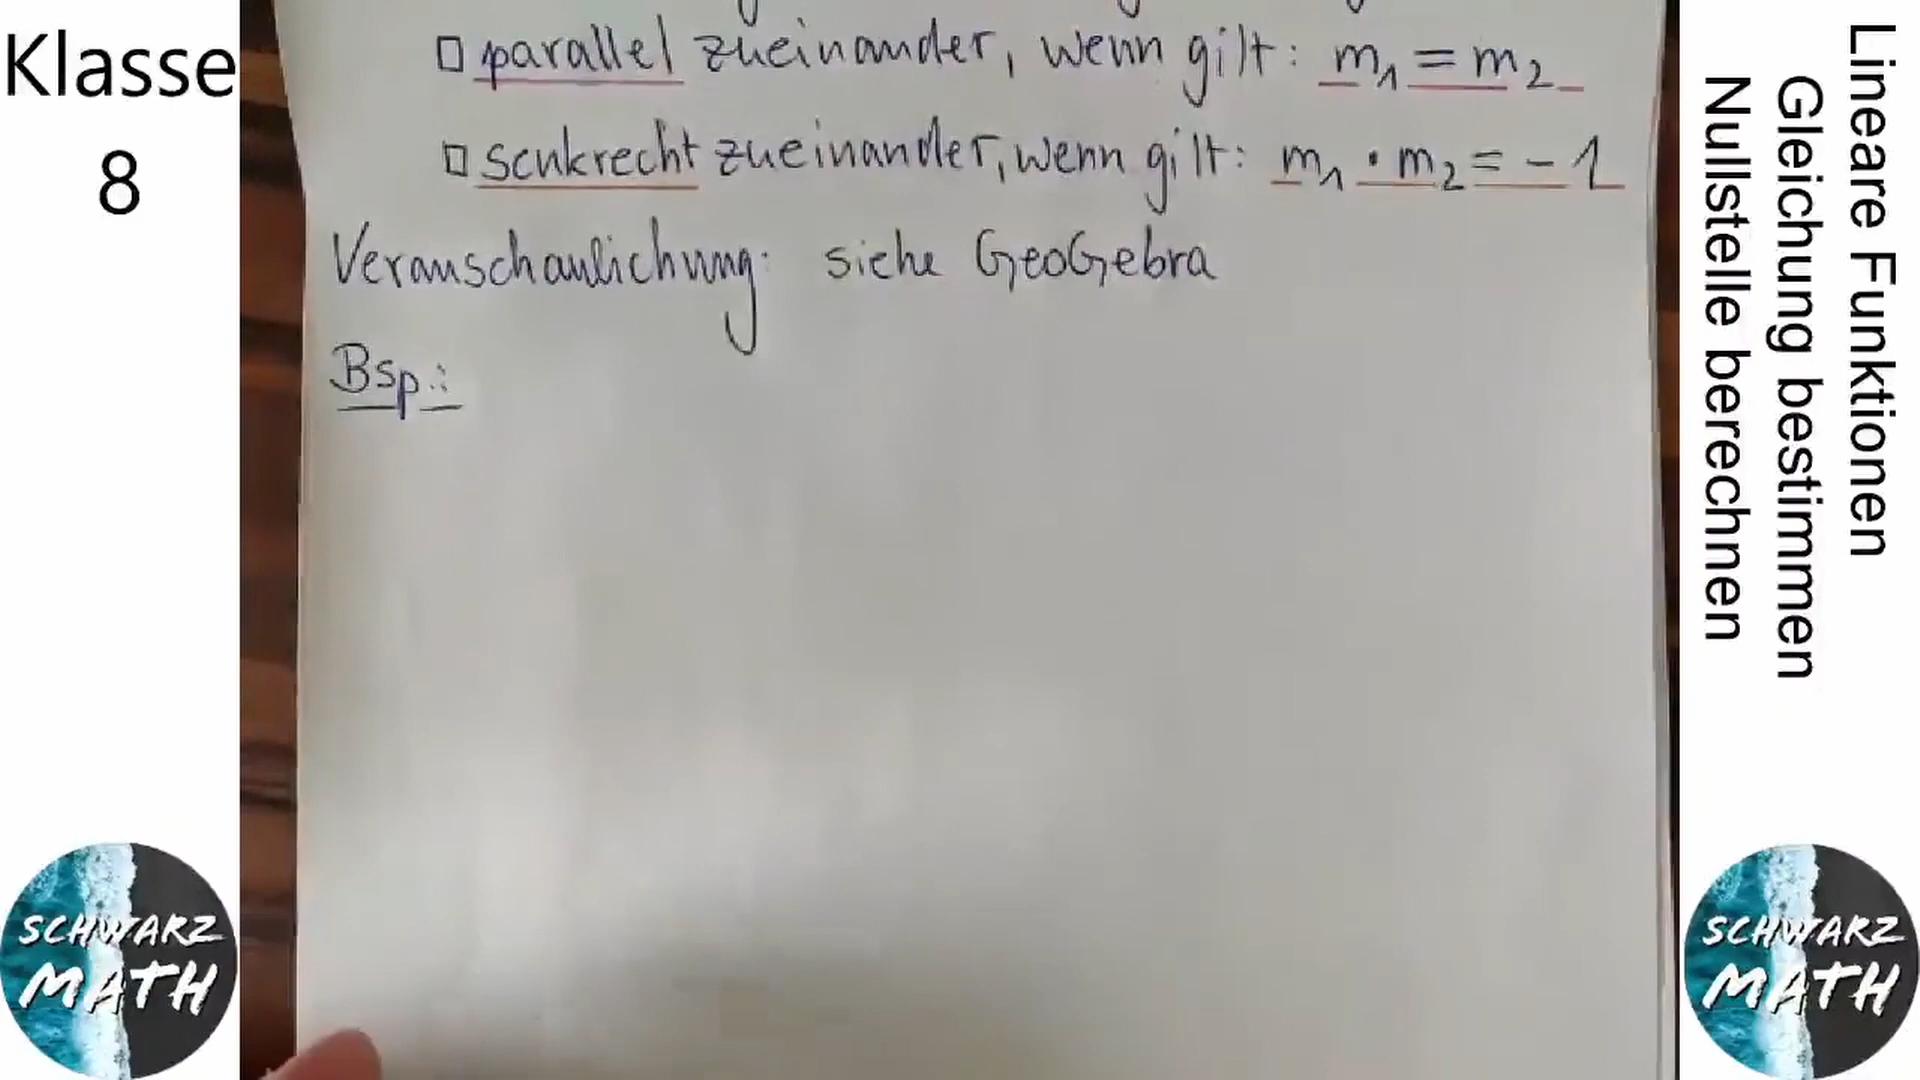 Klasse
8
□ parallel zueinander, wenn gilt: m₁ = m₂
□ senkrecht zueinander, wenn gilt: m₁ · m₂ = -1
Veranschaulichung: siehe GeoGebra
Bsp.:
Lineare Funktionen
Gleichung bestimmen
Nullstelle berechnen
SCHWARZ
MATH
SCHWARZ
MATH